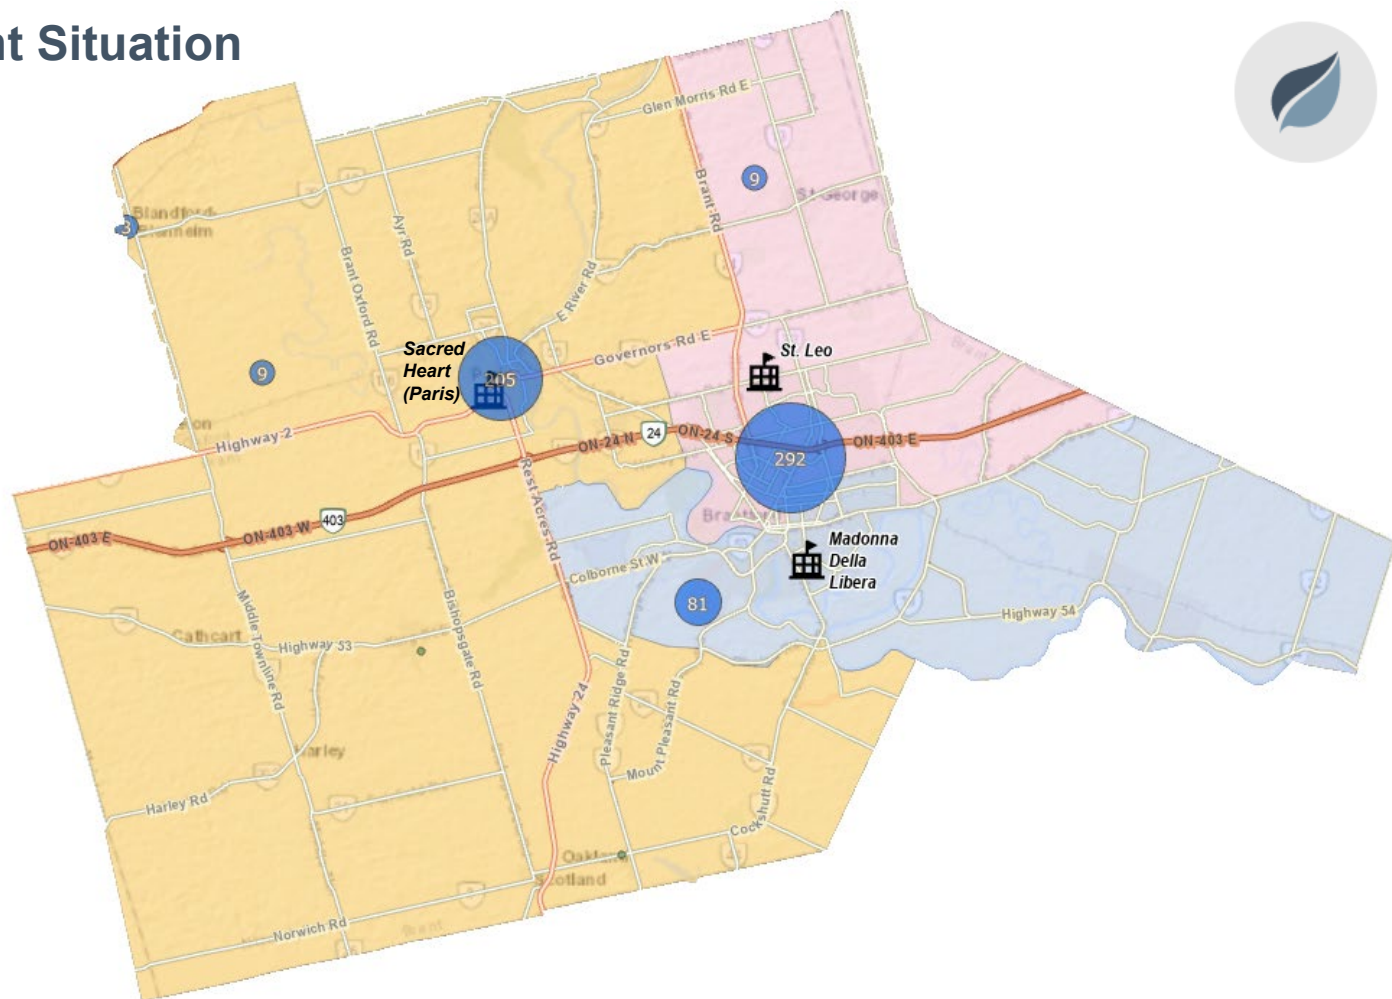 nt Situation
Glen Morris Rd E
9
Brant Rd
St George
Blandford-
Blenheim
3
Ayr Rd
Brant Oxford Rd
E River Rd
Governors Rd E
Sacred
Heart
(Paris)
205
St. Leo
9
Highway 2
ON-24 N
24
ON-24 S
ON-403 E
292
Rest Acres Rd
403
ON-403 E
ON-403 W
Madonna
Della
Libera
Colborne St W
81
Highway 54
Middle Townline Rd
Bishopsgate Rd
Cathcart
Highway 53
Highway 24
Pleasant Ridge Rd
Mount Pleasant Rd
Harley
Harley Rd
Cockshutt Rd
Scotland
Norwich Rd
Brant